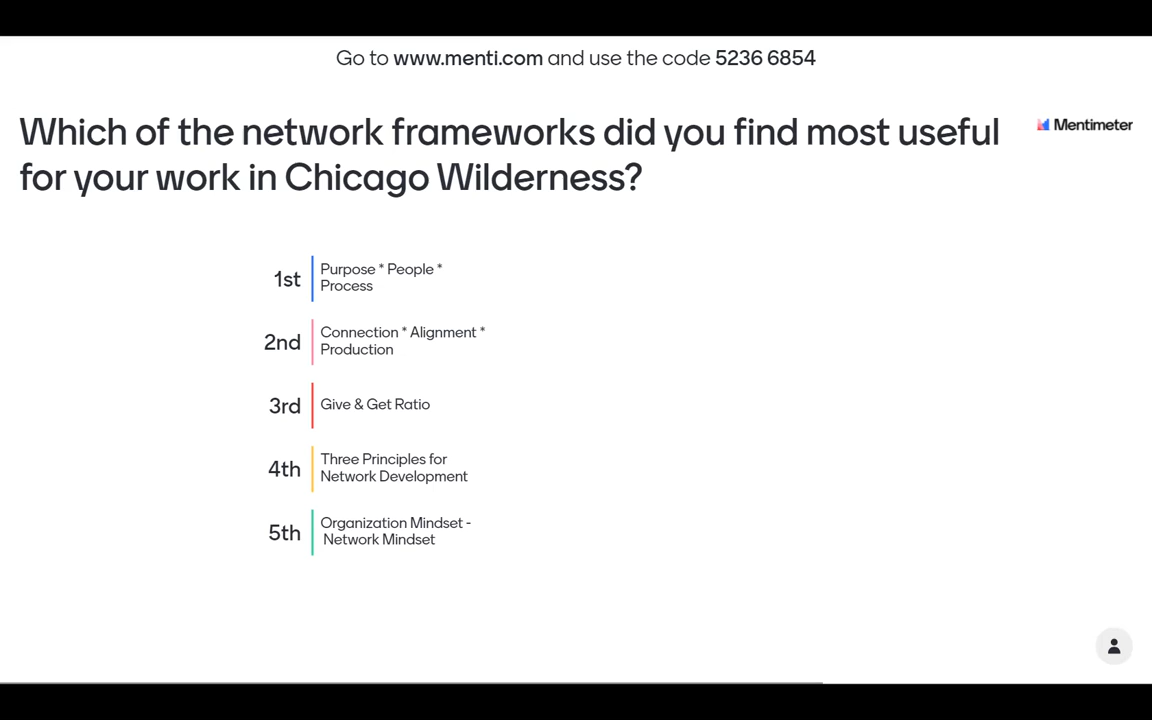 Go to www.menti.com and use the code 5236 6854
Which of the network frameworks did you find most useful
for your work in Chicago Wilderness?
Mentimeter
1st
Purpose * People *
Process
2nd
Connection * Alignment *
Production
3rd
Give & Get Ratio
4th
Three Principles for
Network Development
5th
Organization Mindset -
Network Mindset